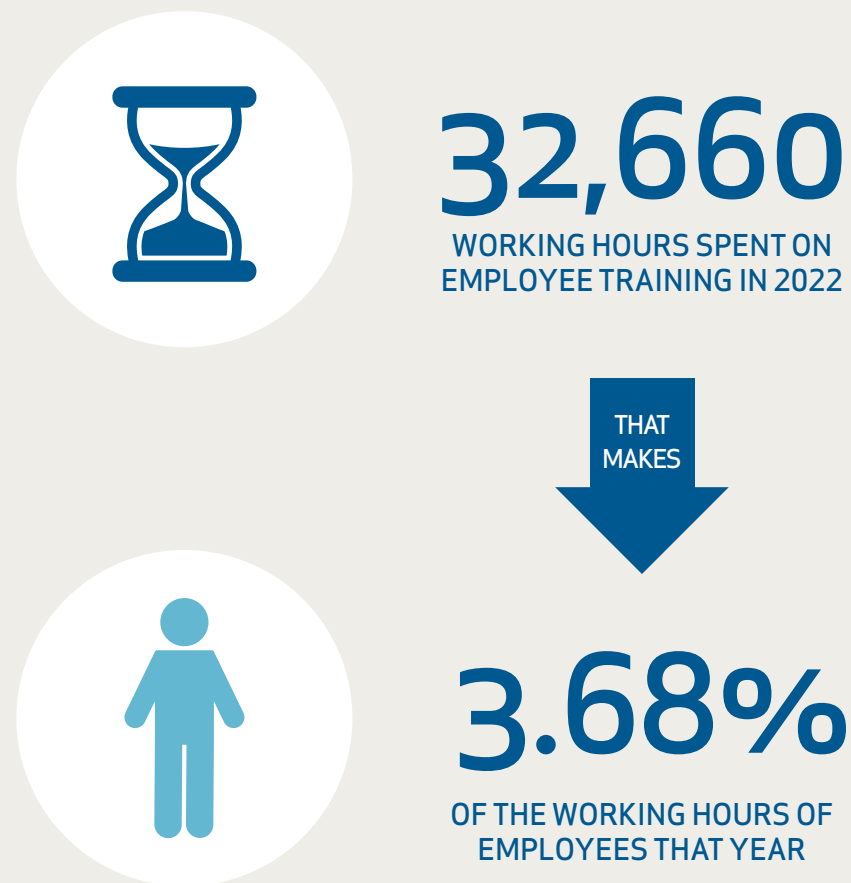 32,660
WORKING HOURS SPENT ON
EMPLOYEE TRAINING IN 2022
THAT
MAKES
3.68%
OF THE WORKING HOURS OF
EMPLOYEES THAT YEAR